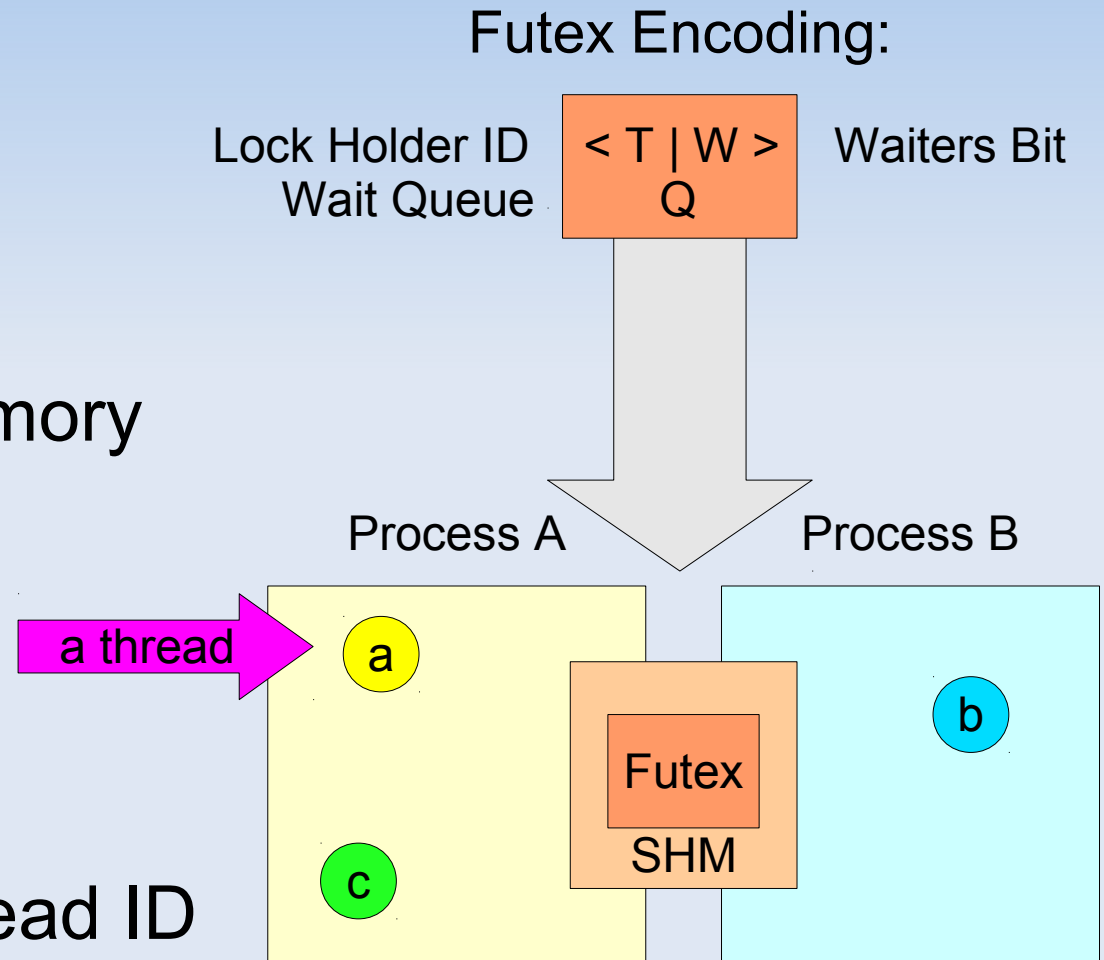 Futex Encoding:
Lock Holder ID < T | W > Waiters Bit
Wait Queue Q
mory
Process A Process B
a thread a
b
Futex
SHM
c
ead ID